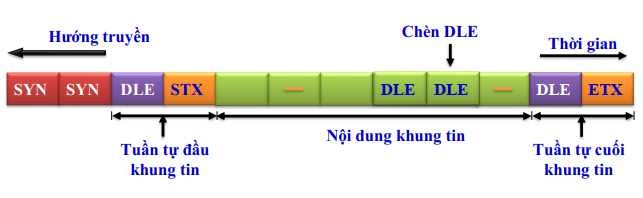 Hướng truyền
Chèn DLE
Thời gian
SYN SYN DLE STX — DLE DLE — DLE ETX
Tuần tự đầu
khung tin
Nội dung khung tin
Tuần tự cuối
khung tin